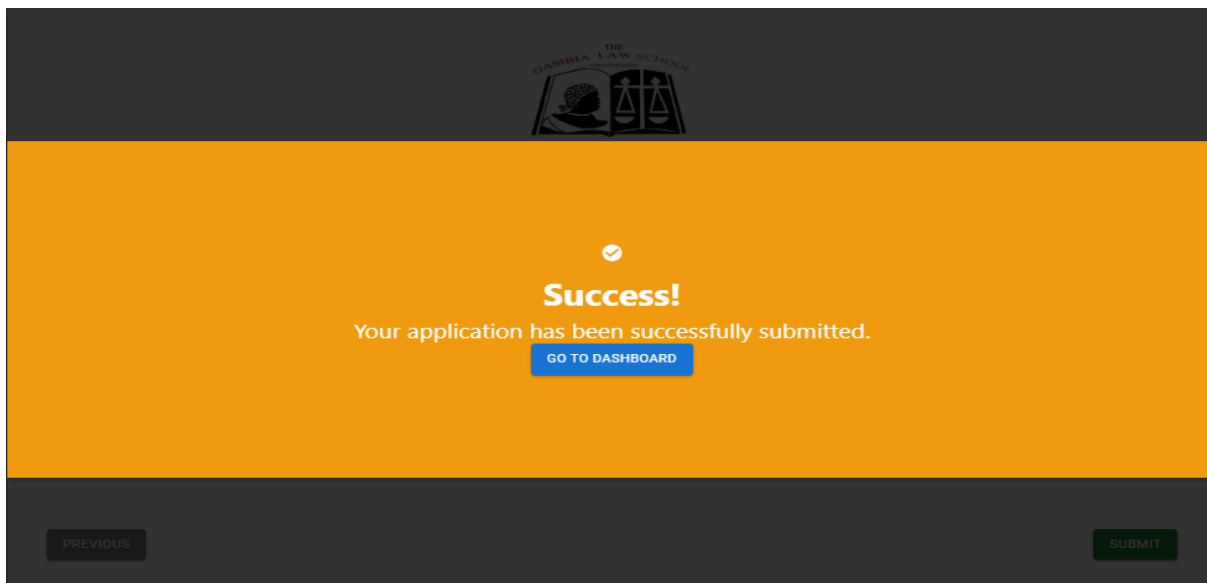 THE
GAMBIA LAW SCHOOL
Success!
Your application has been successfully submitted.
GO TO DASHBOARD
PREVIOUS
SUBMIT